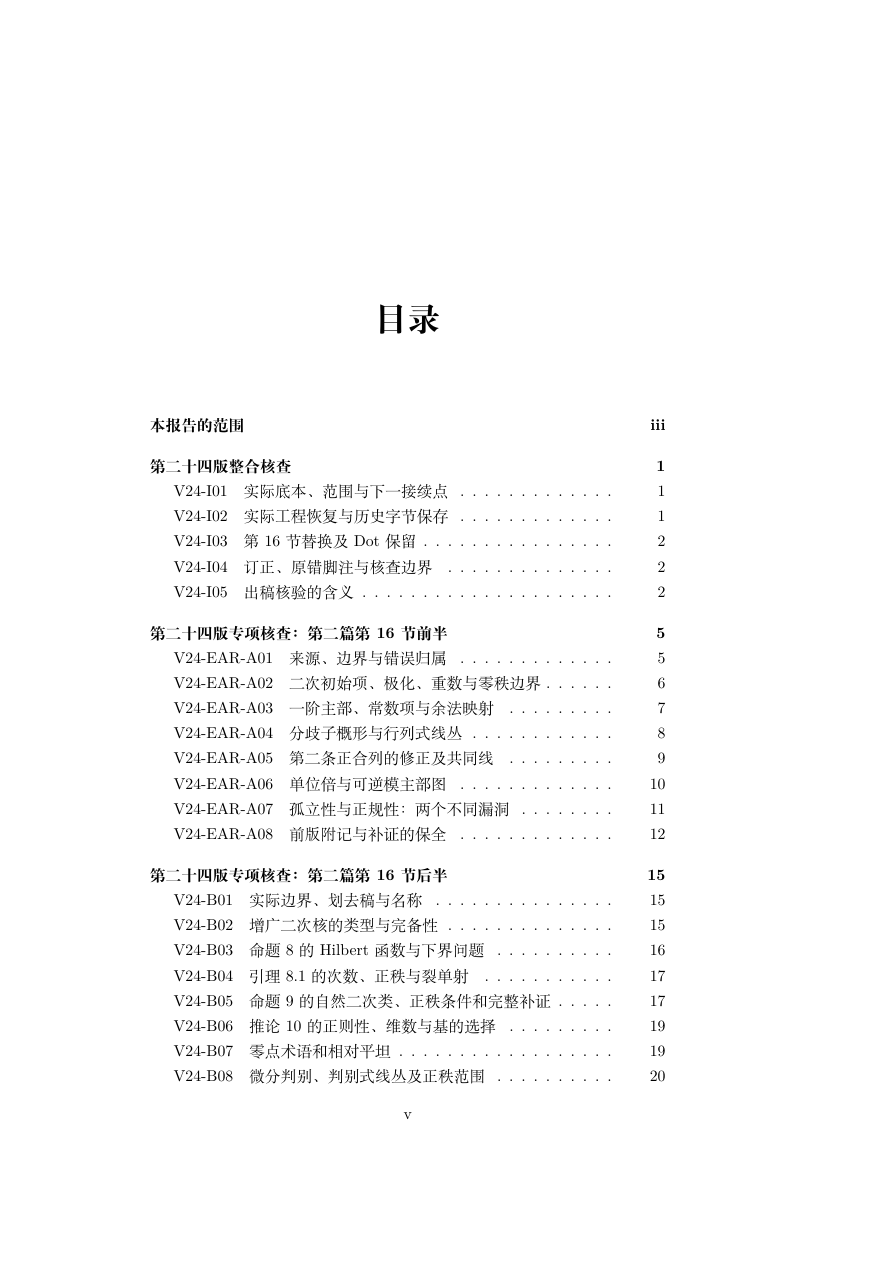 目录
本报告的范围 iii
第二十四版整合核查 1
V24-I01 实际底本、范围与下一接续点 . . . . . . . . . . . . . 1
V24-I02 实际工程恢复与历史字节保存 . . . . . . . . . . . . . 1
V24-I03 第 16 节替换及 Dot 保留 . . . . . . . . . . . . . . . . 2
V24-I04 订正、原错脚注与核查边界 . . . . . . . . . . . . . . 2
V24-I05 出稿核验的含义 . . . . . . . . . . . . . . . . . . . . . 2
第二十四版专项核查：第二篇第 16 节前半 5
V24-EAR-A01 来源、边界与错误归属 . . . . . . . . . . . . . 5
V24-EAR-A02 二次初始项、极化、重数与零秩边界 . . . . . . 6
V24-EAR-A03 一阶主部、常数项与余法映射 . . . . . . . . . 7
V24-EAR-A04 分歧子概形与行列式线丛 . . . . . . . . . . . . 8
V24-EAR-A05 第二条正合列的修正及共同线 . . . . . . . . . 9
V24-EAR-A06 单位倍与可逆模主部图 . . . . . . . . . . . . . 10
V24-EAR-A07 孤立性与正规性：两个不同漏洞 . . . . . . . . 11
V24-EAR-A08 前版附记与补证的保全 . . . . . . . . . . . . . 12
第二十四版专项核查：第二篇第 16 节后半 15
V24-B01 实际边界、划去稿与名称 . . . . . . . . . . . . . . . 15
V24-B02 增广二次核的类型与完备性 . . . . . . . . . . . . . . 15
V24-B03 命题 8 的 Hilbert 函数与下界问题 . . . . . . . . . . 16
V24-B04 引理 8.1 的次数、正秩与裂单射 . . . . . . . . . . . 17
V24-B05 命题 9 的自然二次类、正秩条件和完整补证 . . . . . 17
V24-B06 推论 10 的正则性、维数与基的选择 . . . . . . . . . 19
V24-B07 零点术语和相对平坦 . . . . . . . . . . . . . . . . . . 19
V24-B08 微分判别、判别式线丛及正秩范围 . . . . . . . . . . 20
v